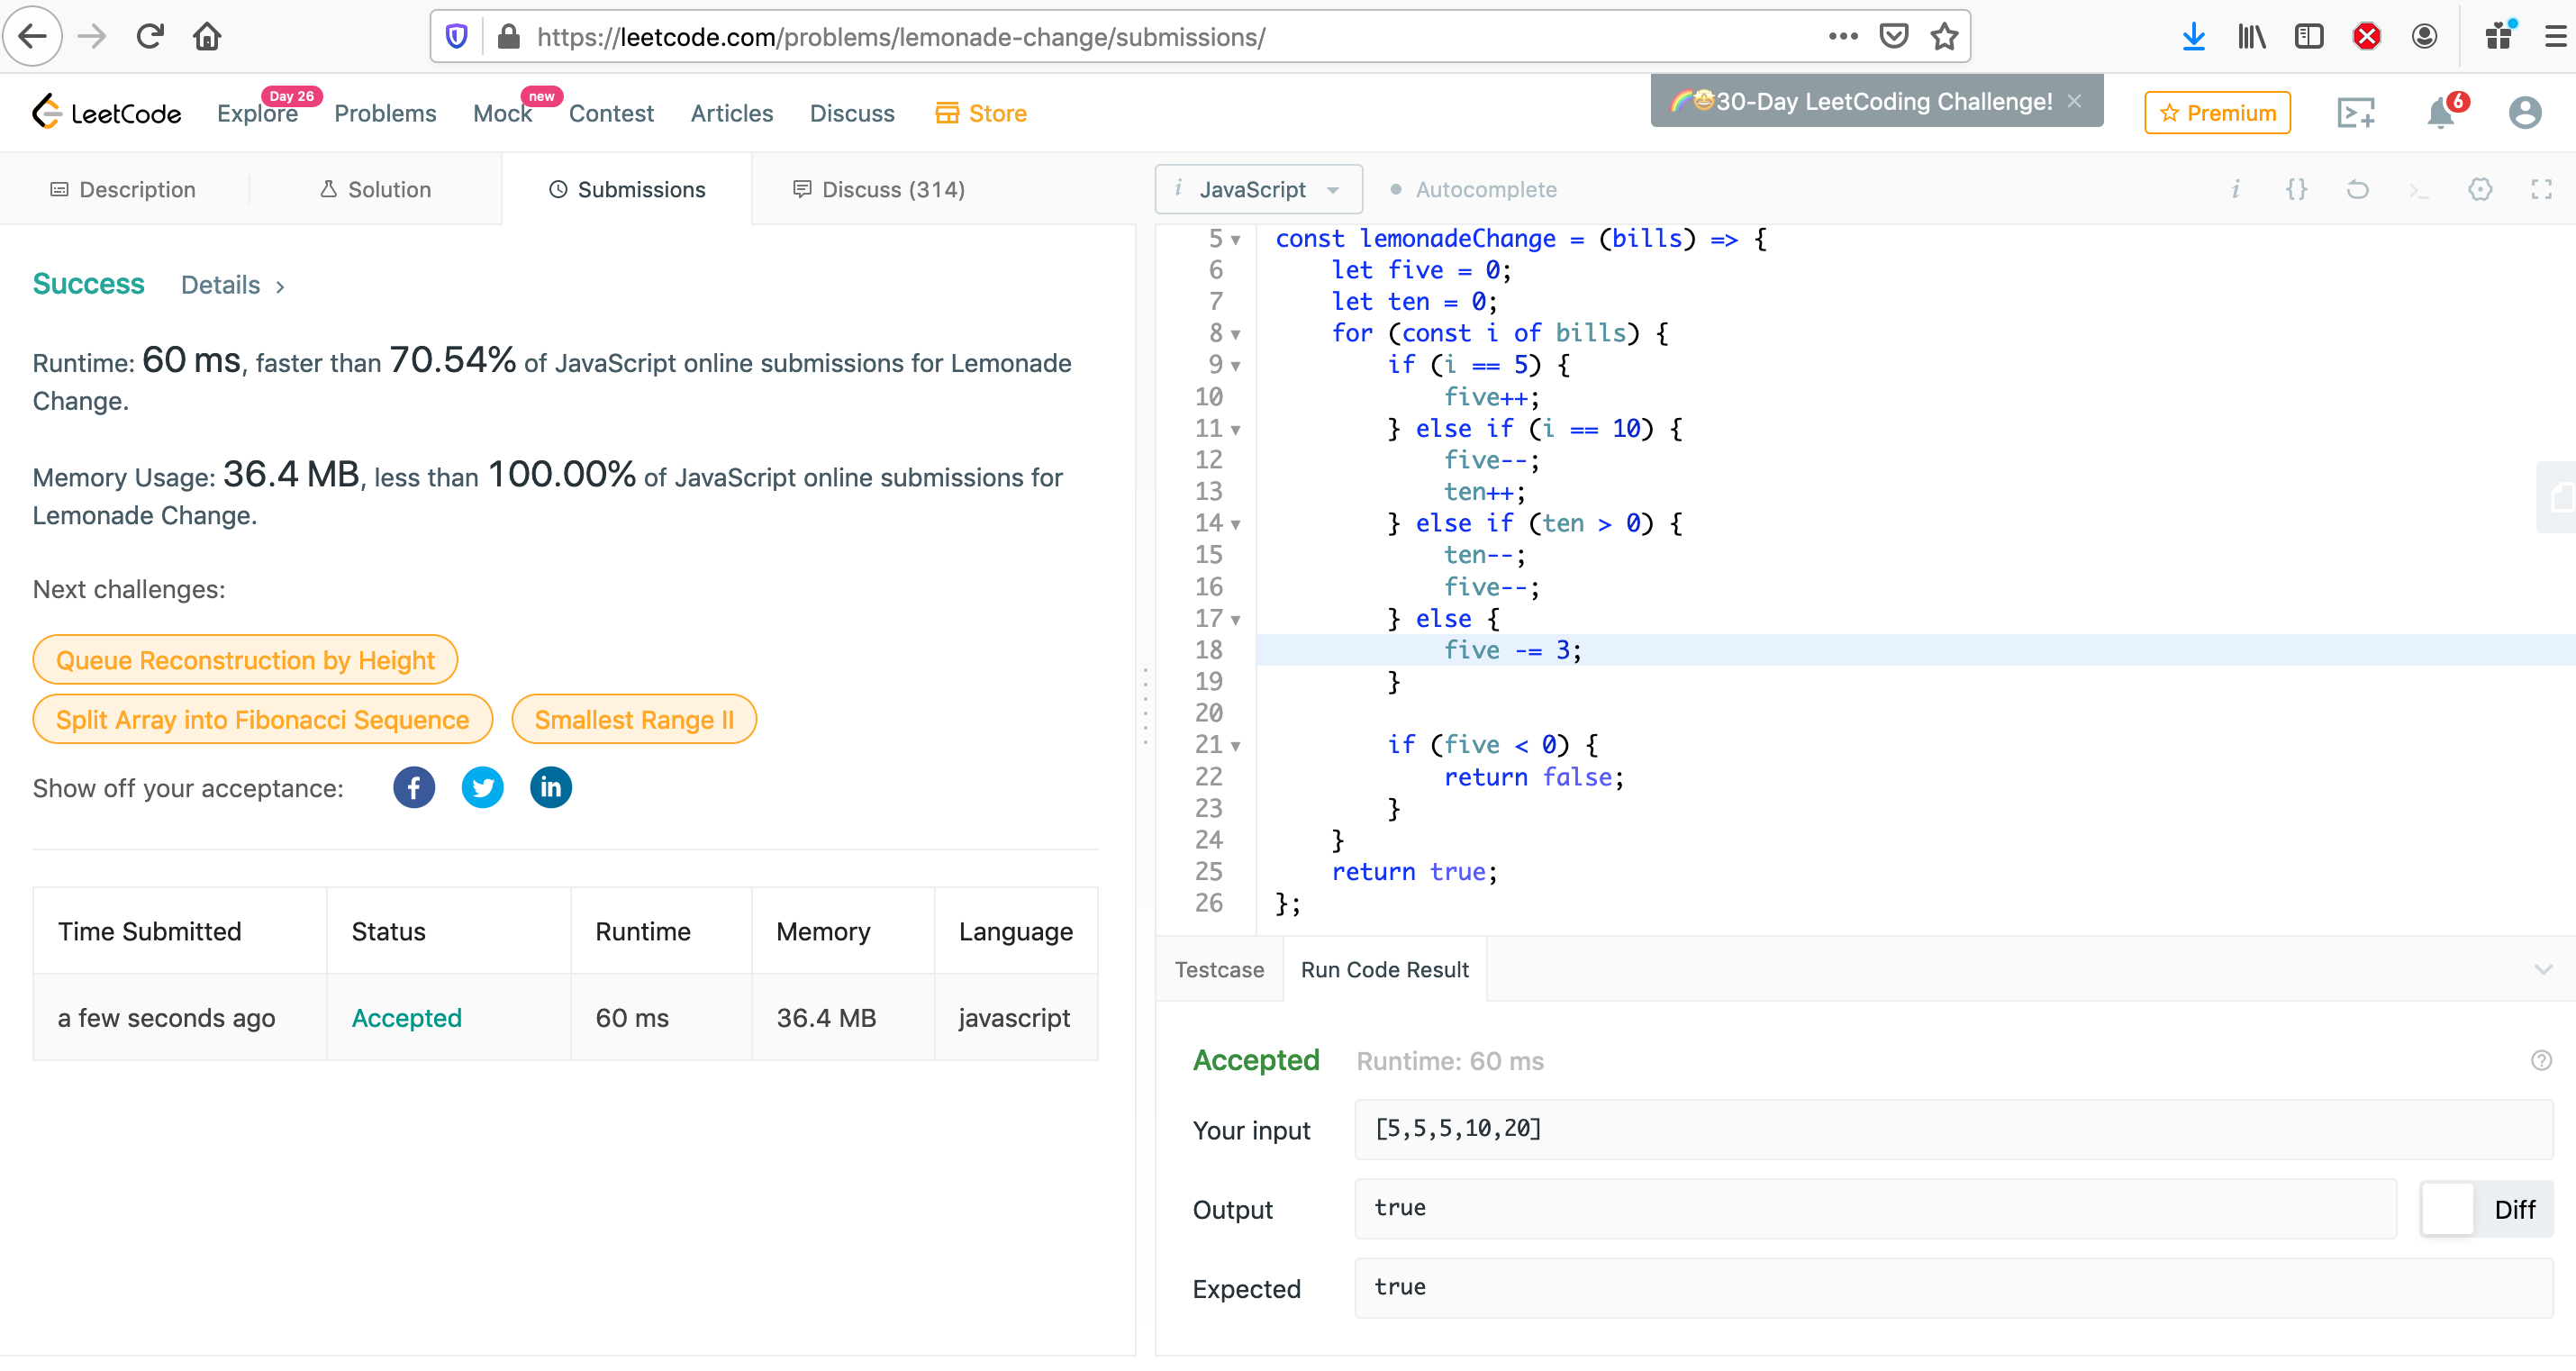 https://leetcode.com/problems/lemonade-change/submissions/
LeetCode
Explore
Day 26
Problems
Mock
new
Contest
Articles
Discuss
Store
🌈🤩30-Day LeetCoding Challenge! ×
Premium
6
Description
Solution
Submissions
Discuss (314)
i JavaScript
Autocomplete
i {} >_
Success Details >
Runtime: 60 ms, faster than 70.54% of JavaScript online submissions for Lemonade
Change.
Memory Usage: 36.4 MB, less than 100.00% of JavaScript online submissions for
Lemonade Change.
Next challenges:
Queue Reconstruction by Height
Split Array into Fibonacci Sequence Smallest Range II
Show off your acceptance:
f in
Time Submitted Status Runtime Memory Language
a few seconds ago Accepted 60 ms 36.4 MB javascript
5 const lemonadeChange = (bills) => {
6     let five = 0;
7     let ten = 0;
8     for (const i of bills) {
9         if (i == 5) {
10             five++;
11         } else if (i == 10) {
12             five--;
13             ten++;
14         } else if (ten > 0) {
15             ten--;
16             five--;
17         } else {
18             five -= 3;
19         }
20
21         if (five < 0) {
22             return false;
23         }
24     }
25     return true;
26 };
Testcase Run Code Result
Accepted Runtime: 60 ms ?
Your input [5,5,5,10,20]
Output true Diff
Expected true